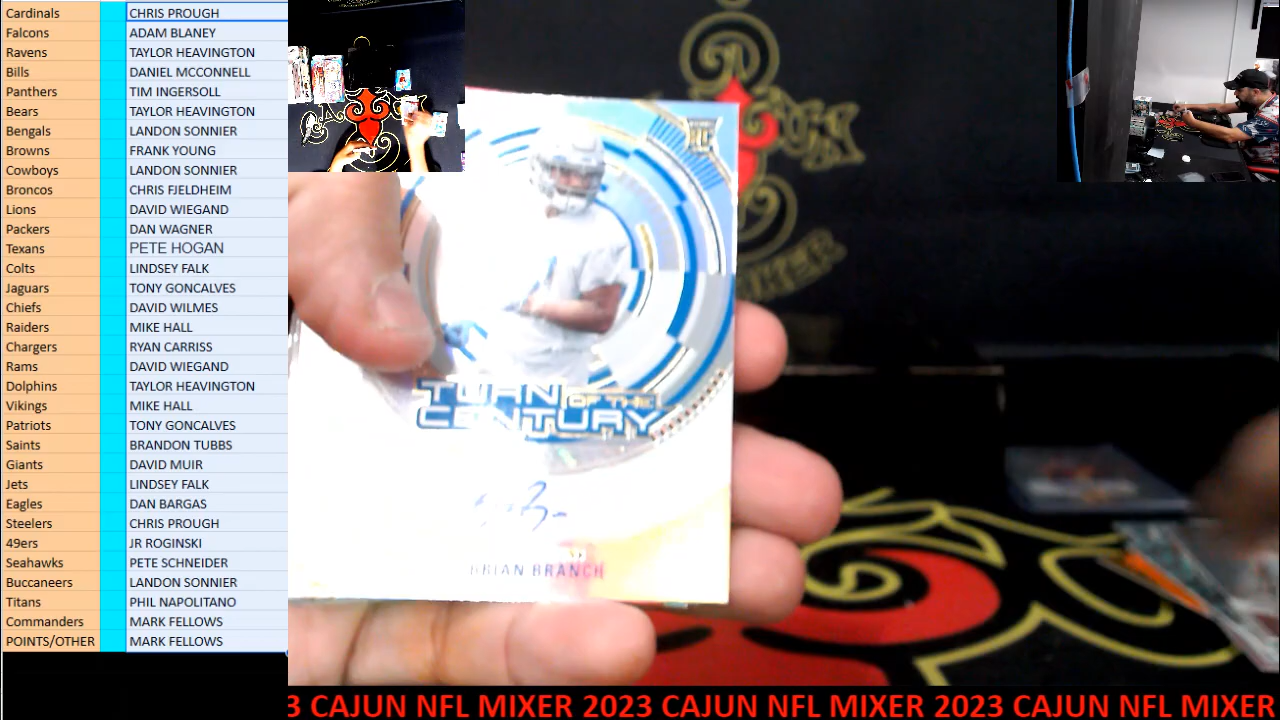 Cardinals CHRIS PROUGH
Falcons ADAM BLANEY
Ravens TAYLOR HEAVINGTON
Bills DANIEL MCCONNELL
Panthers TIM INGERSOLL
Bears TAYLOR HEAVINGTON
Bengals LANDON SONNIER
Browns FRANK YOUNG
Cowboys LANDON SONNIER
Broncos CHRIS FJELDHEIM
Lions DAVID WIEGAND
Packers DAN WAGNER
Texans PETE HOGAN
Colts LINDSEY FALK
Jaguars TONY GONCALVES
Chiefs DAVID WILMES
Raiders MIKE HALL
Chargers RYAN CARRISS
Rams DAVID WIEGAND
Dolphins TAYLOR HEAVINGTON
Vikings MIKE HALL
Patriots TONY GONCALVES
Saints BRANDON TUBBS
Giants DAVID MUIR
Jets LINDSEY FALK
Eagles DAN BARGAS
Steelers CHRIS PROUGH
49ers JR ROGINSKI
Seahawks PETE SCHNEIDER
Buccaneers LANDON SONNIER
Titans PHIL NAPOLITANO
Commanders MARK FELLOWS
POINTS/OTHER MARK FELLOWS
TURN OF THE
CENTURY
BRIAN BRANCH
3 CAJUN NFL MIXER 2023 CAJUN NFL MIXER 2023 CAJUN NFL MIXER